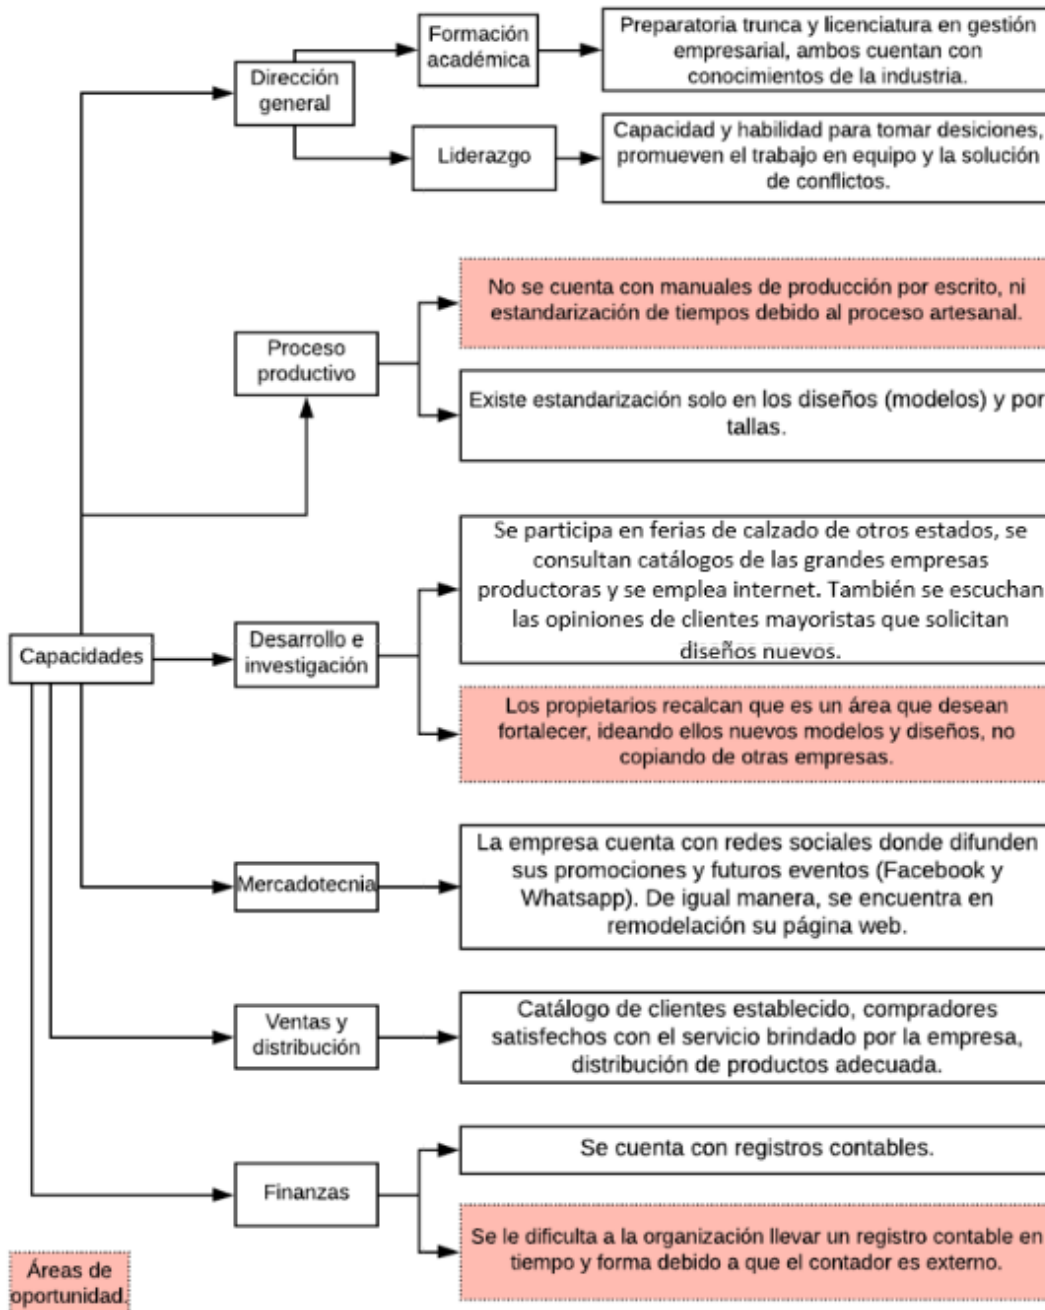 Formación
académica
Preparatoria trunca y licenciatura en gestión
empresarial, ambos cuentan con
conocimientos de la industria.
Dirección
general
Liderazgo
Capacidad y habilidad para tomar desiciones,
promueven el trabajo en equipo y la solución
de conflictos.
No se cuenta con manuales de producción por escrito, ni
estandarización de tiempos debido al proceso artesanal.
Proceso
productivo
Existe estandarización solo en los diseños (modelos) y por
tallas.
Se participa en ferias de calzado de otros estados, se
consultan catálogos de las grandes empresas
productoras y se emplea internet. También se escuchan
las opiniones de clientes mayoristas que solicitan
diseños nuevos.
Capacidades
Desarrollo e
investigación
Los propietarios recalcan que es un área que desean
fortalecer, ideando ellos nuevos modelos y diseños, no
copiando de otras empresas.
Mercadotecnia
La empresa cuenta con redes sociales donde difunden
sus promociones y futuros eventos (Facebook y
Whatsapp). De igual manera, se encuentra en
remodelación su página web.
Ventas y
distribución
Catálogo de clientes establecido, compradores
satisfechos con el servicio brindado por la empresa,
distribución de productos adecuada.
Finanzas
Se cuenta con registros contables.
Se le dificulta a la organización llevar un registro contable en
tiempo y forma debido a que el contador es externo.
Áreas de
oportunidad.